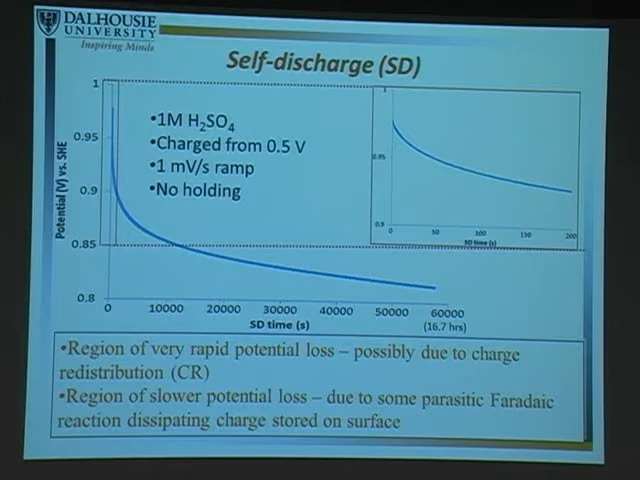 DALHOUSIE
UNIVERSITY
Inspiring Minds
Self-discharge (SD)
•1M H₂SO₄
•Charged from 0.5 V
•1 mV/s ramp
•No holding
Potential (V) vs. SHE
1
0.95
0.9
0.85
0.8
0 10000 20000 30000 40000 50000 60000
(16.7 hrs)
SD time (s)
1
0.95
0.9
0 50 100 150 200
SD time (s)
•Region of very rapid potential loss – possibly due to charge
redistribution (CR)
•Region of slower potential loss – due to some parasitic Faradaic
reaction dissipating charge stored on surface